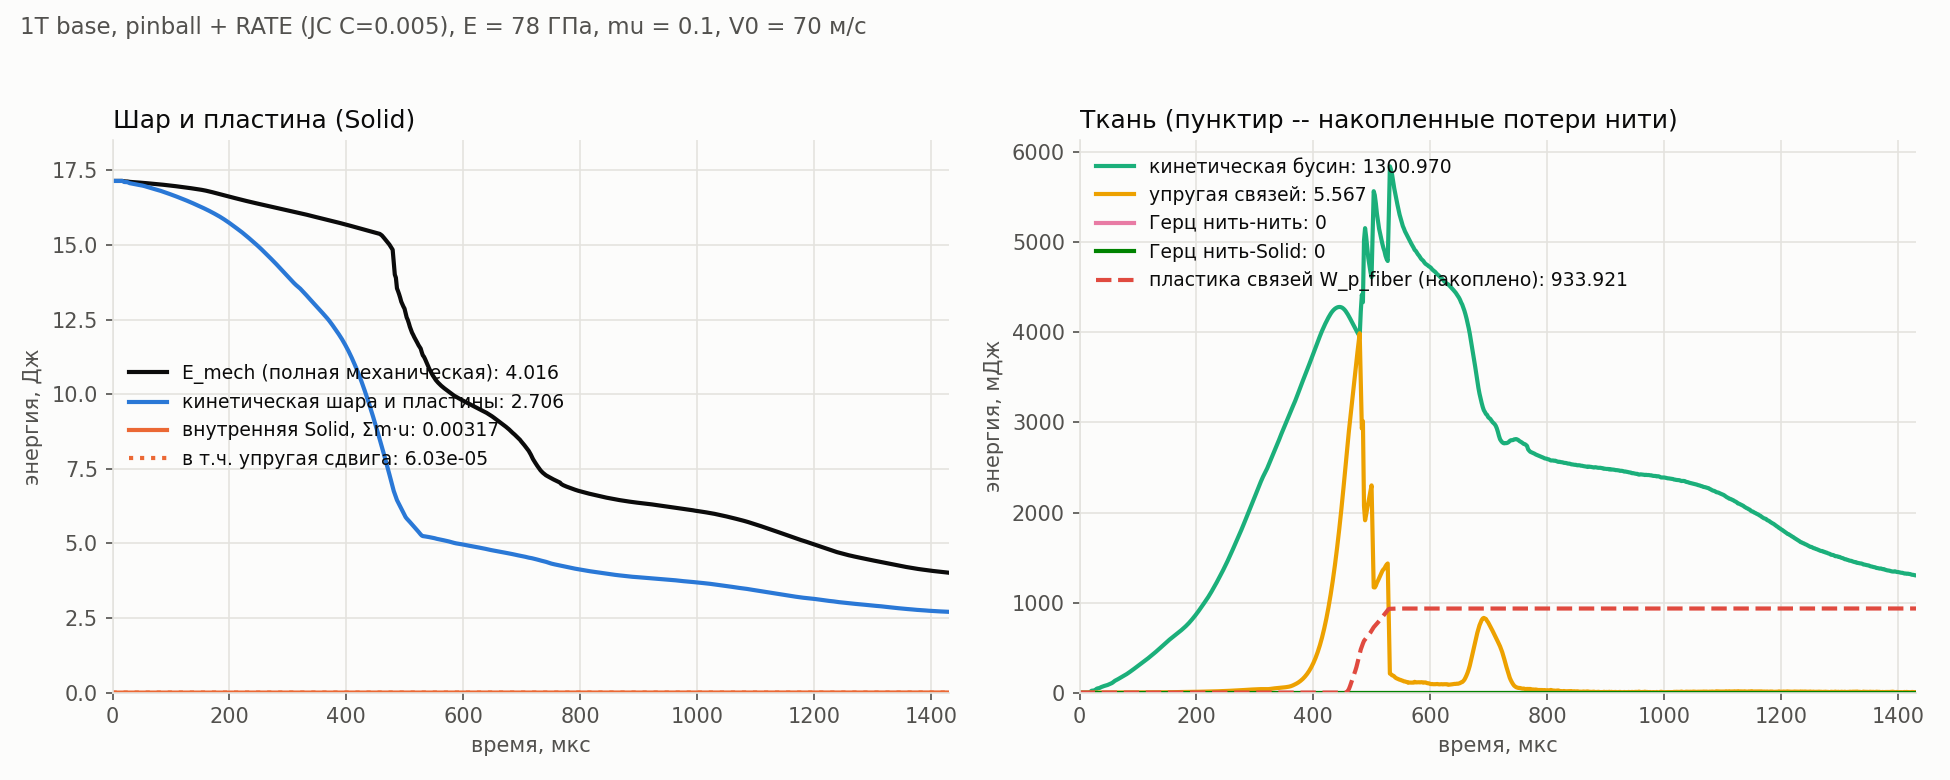 1T base, pinball + RATE (JC C=0.005), E = 78 ГПа, mu = 0.1, V0 = 70 м/с
Шар и пластина (Solid)
энергия, Дж
17.5
15.0
12.5
10.0
7.5
5.0
2.5
0.0
E_mech (полная механическая): 4.016
кинетическая шара и пластины: 2.706
внутренняя Solid, Σm·u: 0.00317
в т.ч. упругая сдвига: 6.03e-05
0 200 400 600 800 1000 1200 1400
время, мкс
Ткань (пунктир -- накопленные потери нити)
энергия, мДж
6000
5000
4000
3000
2000
1000
0
кинетическая бусин: 1300.970
упругая связей: 5.567
Герц нить-нить: 0
Герц нить-Solid: 0
пластика связей W_p_fiber (накоплено): 933.921
0 200 400 600 800 1000 1200 1400
время, мкс